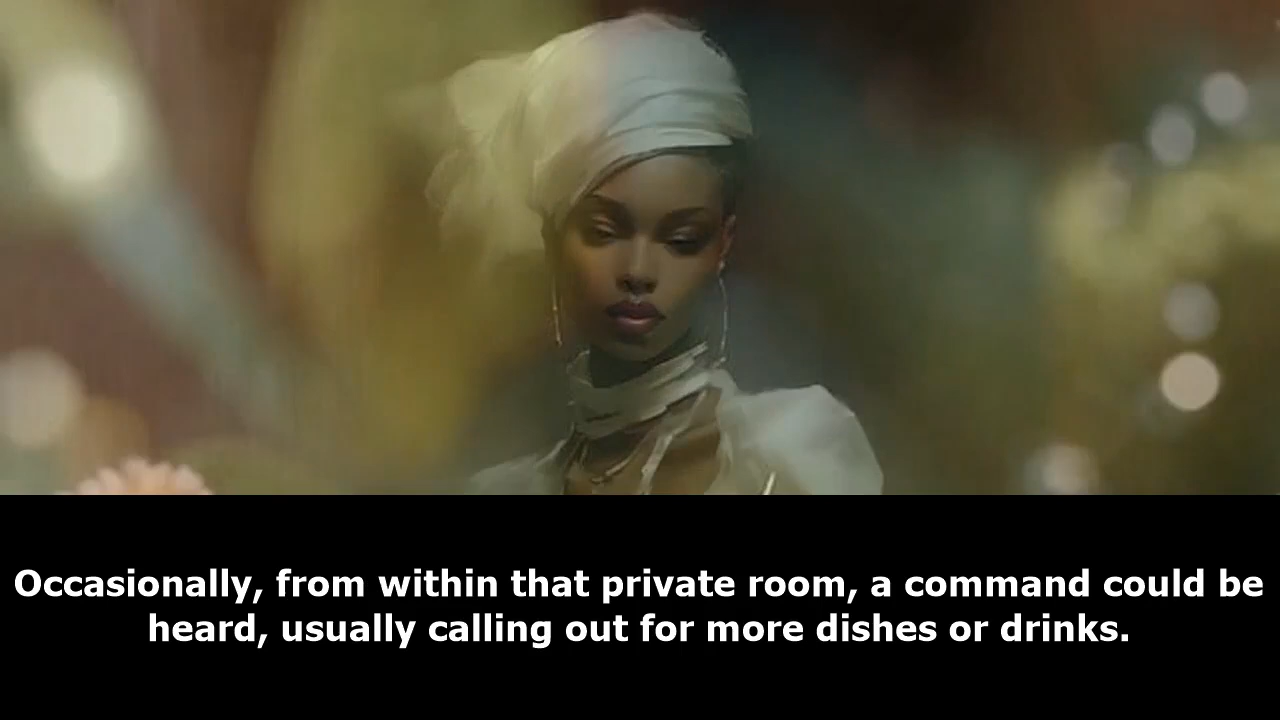 Occasionally, from within that private room, a command could be
heard, usually calling out for more dishes or drinks.